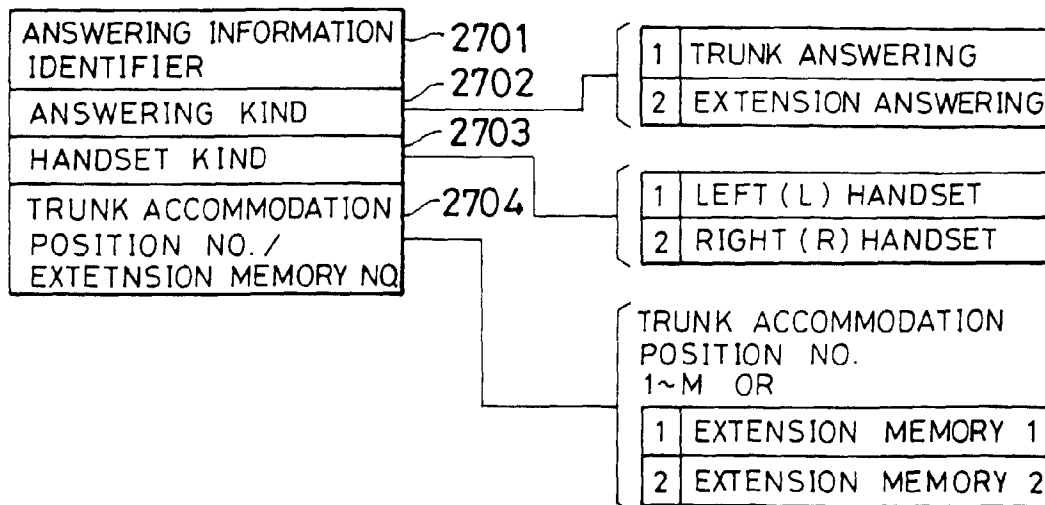 ANSWERING INFORMATION
IDENTIFIER
2701
ANSWERING KIND
2702
HANDSET KIND
2703
TRUNK ACCOMMODATION
POSITION NO./
EXTETNSION MEMORY NO.
2704
1 TRUNK ANSWERING
2 EXTENSION ANSWERING
1 LEFT (L) HANDSET
2 RIGHT (R) HANDSET
TRUNK ACCOMMODATION
POSITION NO.
1~M OR
1 EXTENSION MEMORY 1
2 EXTENSION MEMORY 2